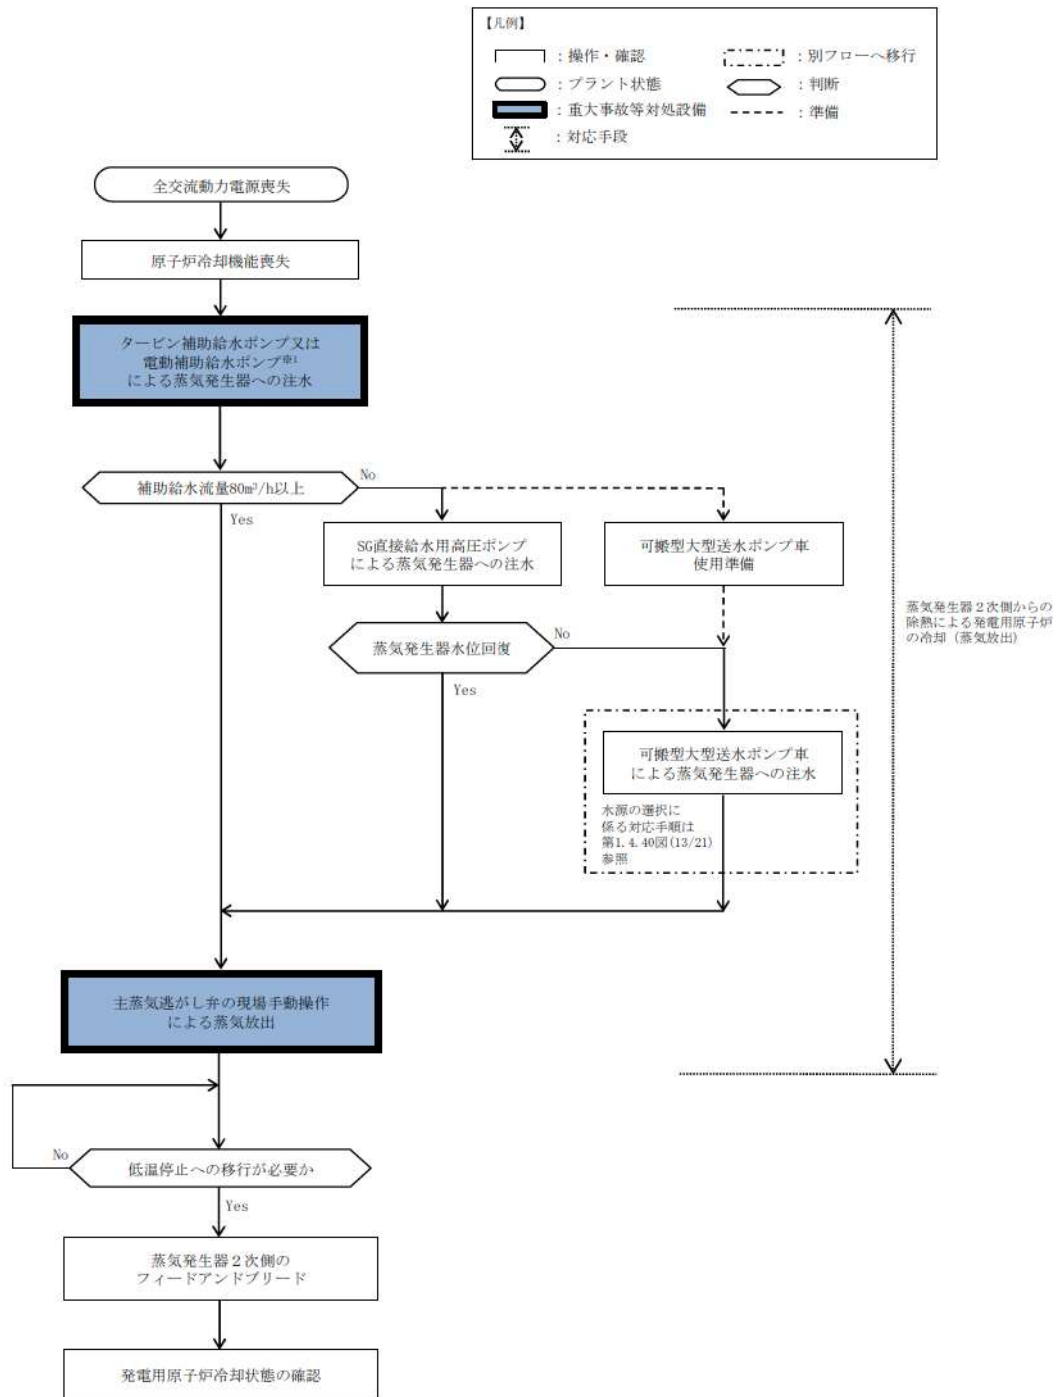 【凡例】
：操作・確認
：別フローへ移行
：プラント状態
：判断
：重大事故等対処設備
：準備
：対応手段
全交流動力電源喪失
原子炉冷却機能喪失
タービン補助給水ポンプ又は
電動補助給水ポンプ※1
による蒸気発生器への注水
補助給水流量80m³/h以上
No
Yes
SG直接給水用高圧ポンプ
による蒸気発生器への注水
可搬型大型送水ポンプ車
使用準備
蒸気発生器水位回復
No
Yes
蒸気発生器２次側からの
除熱による発電用原子炉
の冷却（蒸気放出）
可搬型大型送水ポンプ車
による蒸気発生器への注水
水源の選択に
係る対応手順は
第1.4.40図(13/21)
参照
主蒸気逃がし弁の現場手動操作
による蒸気放出
低温停止への移行が必要か
No
Yes
蒸気発生器２次側の
フィードアンドブリード
発電用原子炉冷却状態の確認